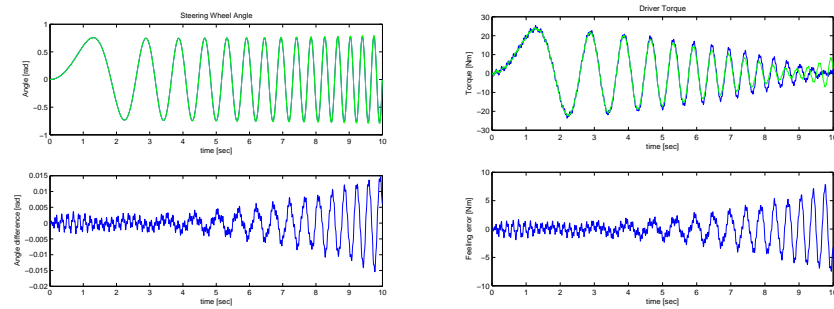 Steering Wheel Angle
1
0.5
0
−0.5
−1
Angle [rad]
0 1 2 3 4 5 6 7 8 9 10
time [sec]
0.015
0.01
0.005
0
−0.005
−0.01
−0.015
−0.02
Angle difference [rad]
0 1 2 3 4 5 6 7 8 9 10
time [sec]
Driver Torque
30
20
10
0
−10
−20
−30
Torque [Nm]
0 1 2 3 4 5 6 7 8 9 10
time [sec]
10
5
0
−5
−10
Feeling error [Nm]
0 1 2 3 4 5 6 7 8 9 10
time [sec]